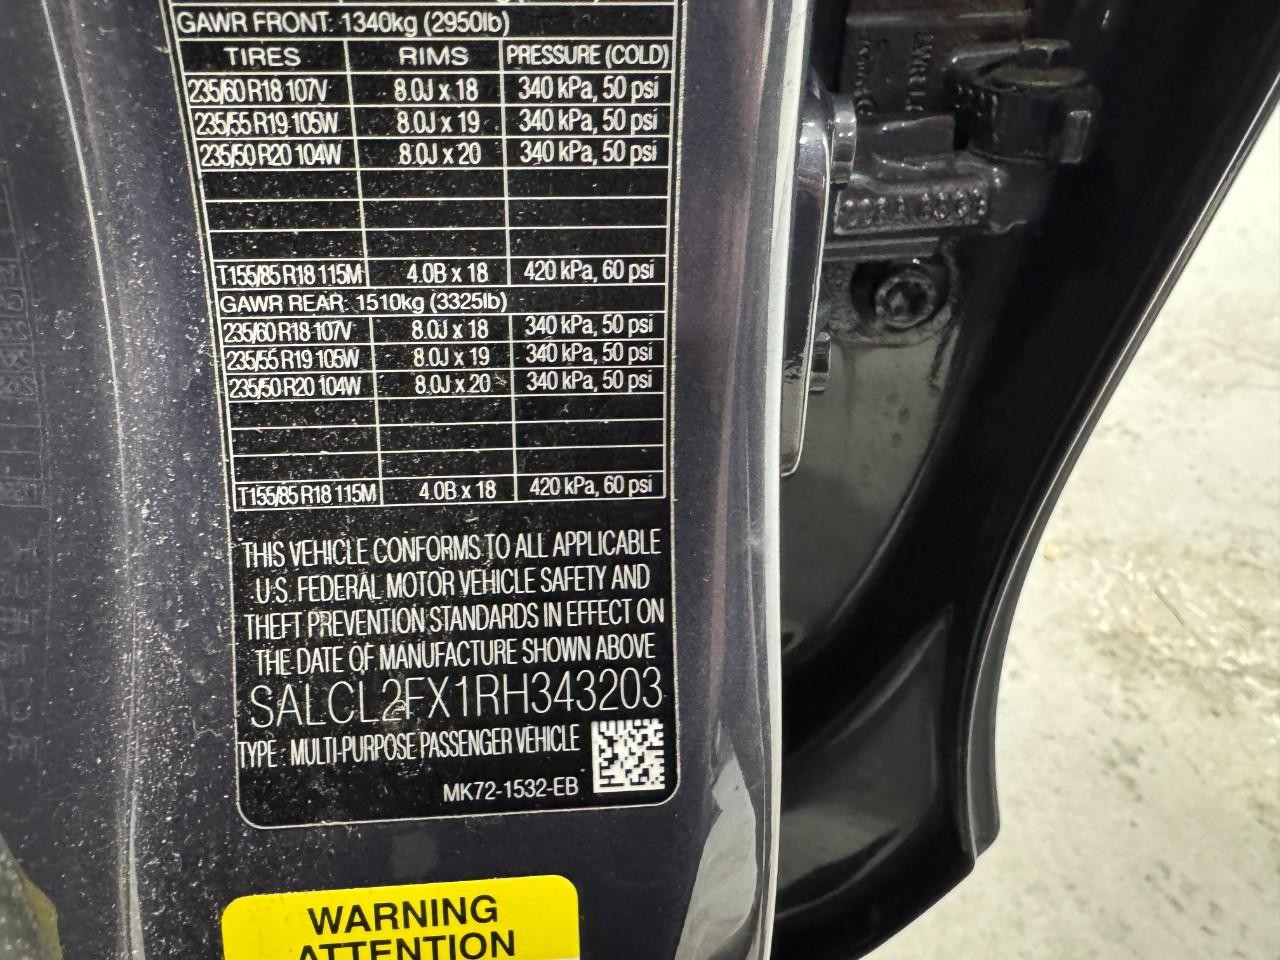 GAWR FRONT: 1340kg (2950lb)
TIRES RIMS PRESSURE (COLD)
235/60 R18 107V 8.0J x 18 340 kPa, 50 psi
235/55 R19 105W 8.0J x 19 340 kPa, 50 psi
235/50 R20 104W 8.0J x 20 340 kPa, 50 psi
T155/85 R18 115M 4.0B x 18 420 kPa, 60 psi
GAWR REAR: 1510kg (3325lb)
235/60 R18 107V 8.0J x 18 340 kPa, 50 psi
235/55 R19 105W 8.0J x 19 340 kPa, 50 psi
235/50 R20 104W 8.0J x 20 340 kPa, 50 psi
T155/85 R18 115M 4.0B x 18 420 kPa, 60 psi
THIS VEHICLE CONFORMS TO ALL APPLICABLE
U.S. FEDERAL MOTOR VEHICLE SAFETY AND
THEFT PREVENTION STANDARDS IN EFFECT ON
THE DATE OF MANUFACTURE SHOWN ABOVE
SALCL2FX1RH343203
TYPE : MULTI-PURPOSE PASSENGER VEHICLE
MK72-1532-EB
WARNING
ATTENTION